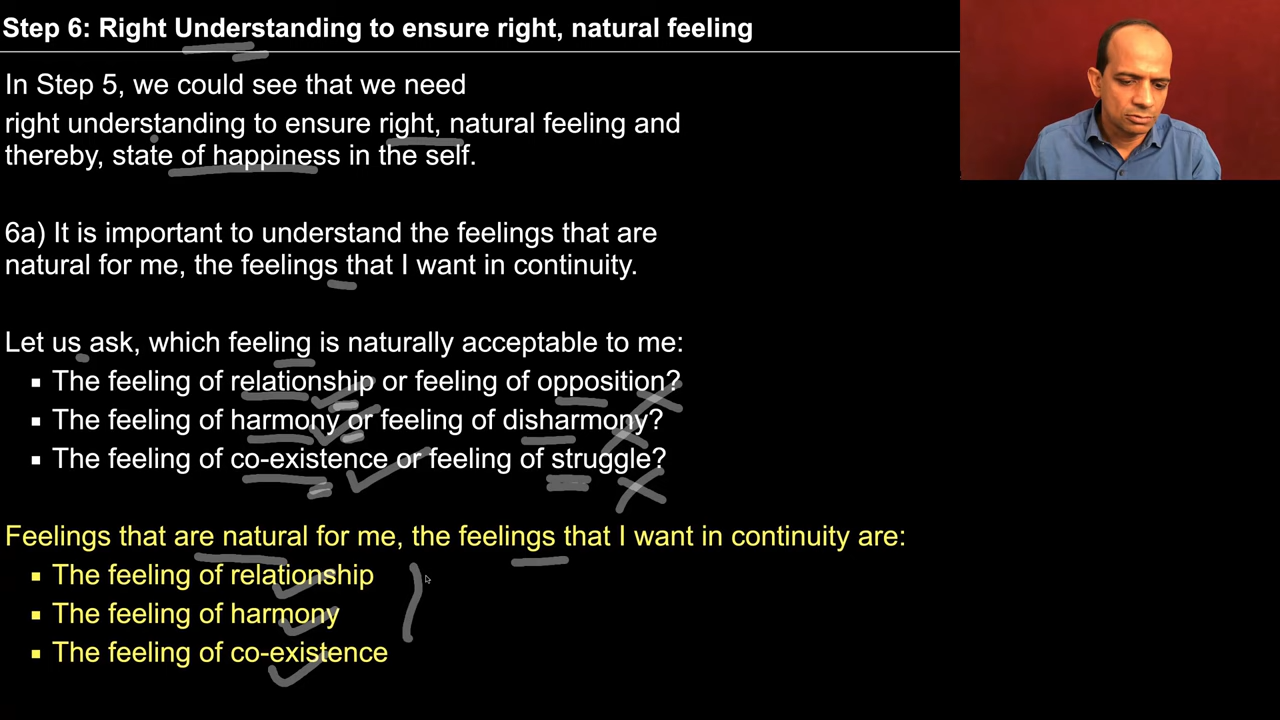 Step 6: Right Understanding to ensure right, natural feeling
In Step 5, we could see that we need
right understanding to ensure right, natural feeling and
thereby, state of happiness in the self.
6a) It is important to understand the feelings that are
natural for me, the feelings that I want in continuity.
Let us ask, which feeling is naturally acceptable to me:
▪ The feeling of relationship or feeling of opposition?
▪ The feeling of harmony or feeling of disharmony?
▪ The feeling of co-existence or feeling of struggle?
Feelings that are natural for me, the feelings that I want in continuity are:
▪ The feeling of relationship
▪ The feeling of harmony
▪ The feeling of co-existence